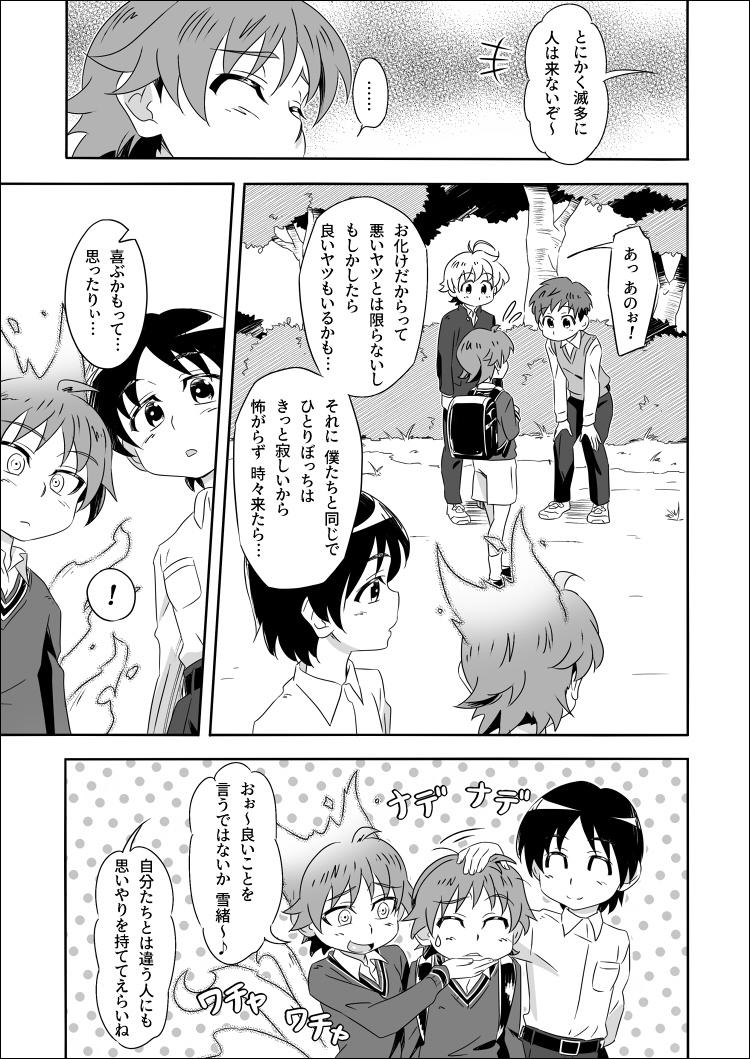 とにかく滅多に
人は来ないぞ～
……
あっ あのぉ！
お化けだからって
悪いヤツとは限らないし
もしかしたら
良いヤツもいるかも…
それに 僕たちと同じで
ひとりぼっちは
きっと寂しいから
怖がらず 時々来たら…
喜ぶかもって…
思ったりぃ…
！
ナデ ナデ
おぉ～良いことを
言うではないか 雪緒～♪
自分たちとは違う人にも
思いやりを持ててえらいね
ワチャ
ワチャ